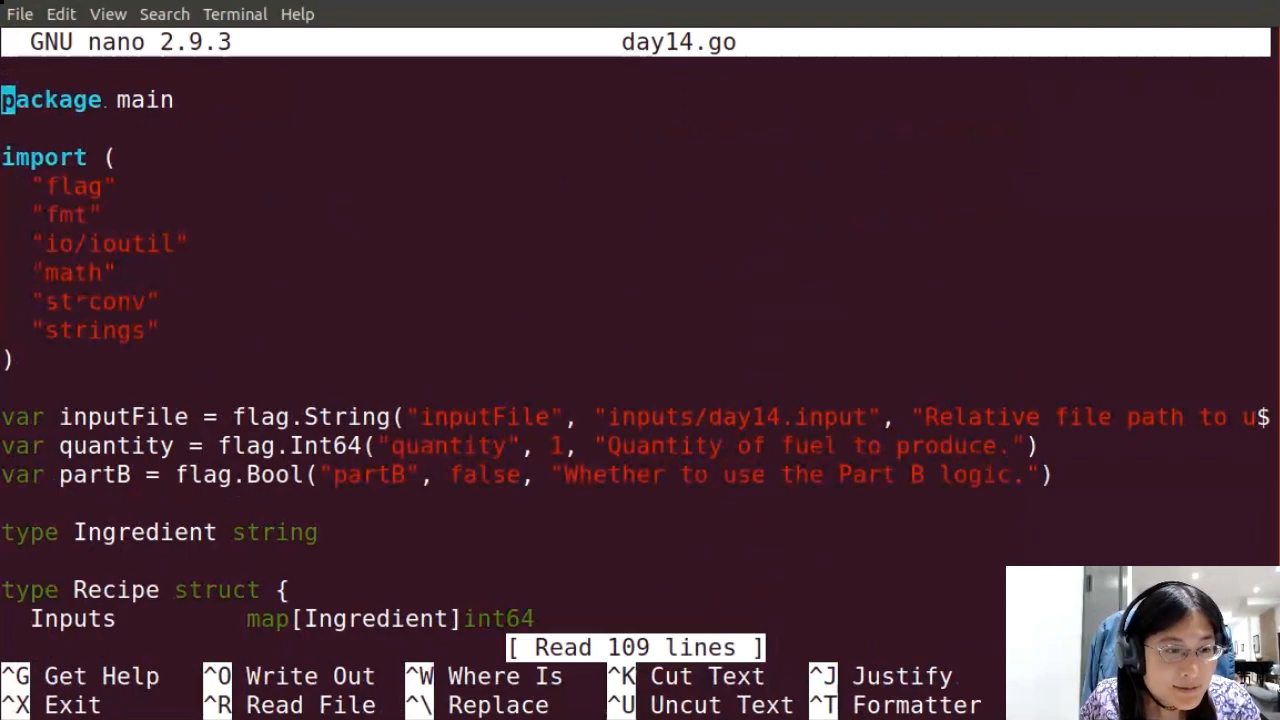 File Edit View Search Terminal Help
GNU nano 2.9.3 day14.go
package main
import (
"flag"
"fmt"
"io/ioutil"
"math"
"strconv"
"strings"
)
var inputFile = flag.String("inputFile", "inputs/day14.input", "Relative file path to u$
var quantity = flag.Int64("quantity", 1, "Quantity of fuel to produce.")
var partB = flag.Bool("partB", false, "Whether to use the Part B logic.")
type Ingredient string
type Recipe struct {
Inputs map[Ingredient]int64
[ Read 109 lines ]
^G Get Help ^O Write Out ^W Where Is ^K Cut Text ^J Justify
^X Exit ^R Read File ^\ Replace ^U Uncut Text ^T Formatter